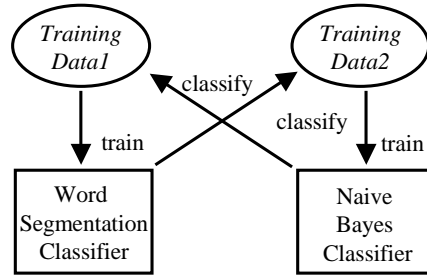 Training
Data1
Training
Data2
classify
classify
train
train
Word
Segmentation
Classifier
Naive
Bayes
Classifier